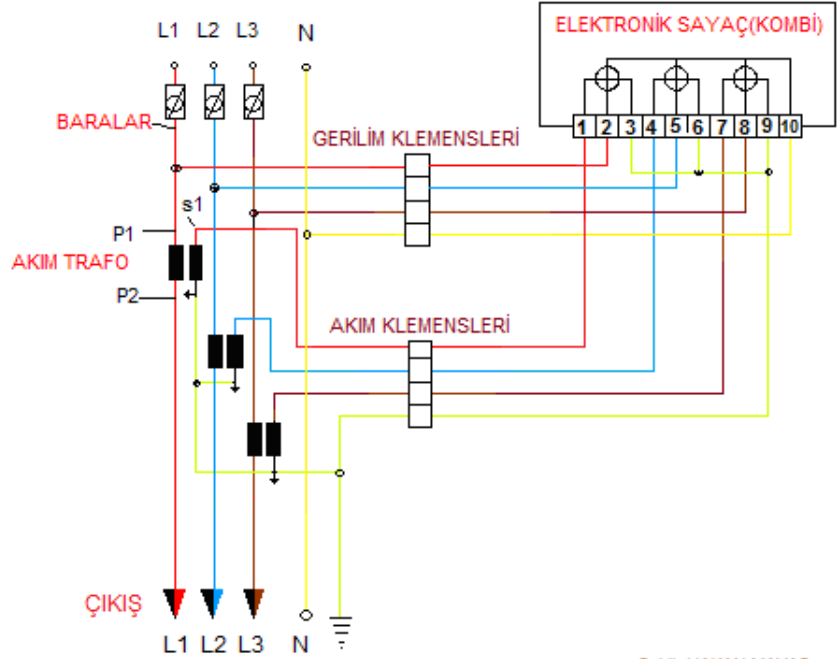 L1 L2 L3 N
ELEKTRONİK SAYAÇ(KOMBİ)
1 2 3 4 5 6 7 8 9 10
BARALAR
GERİLİM KLEMENSLERİ
s1
P1
AKIM TRAFO
P2
AKIM KLEMENSLERİ
ÇIKIŞ
L1 L2 L3 N